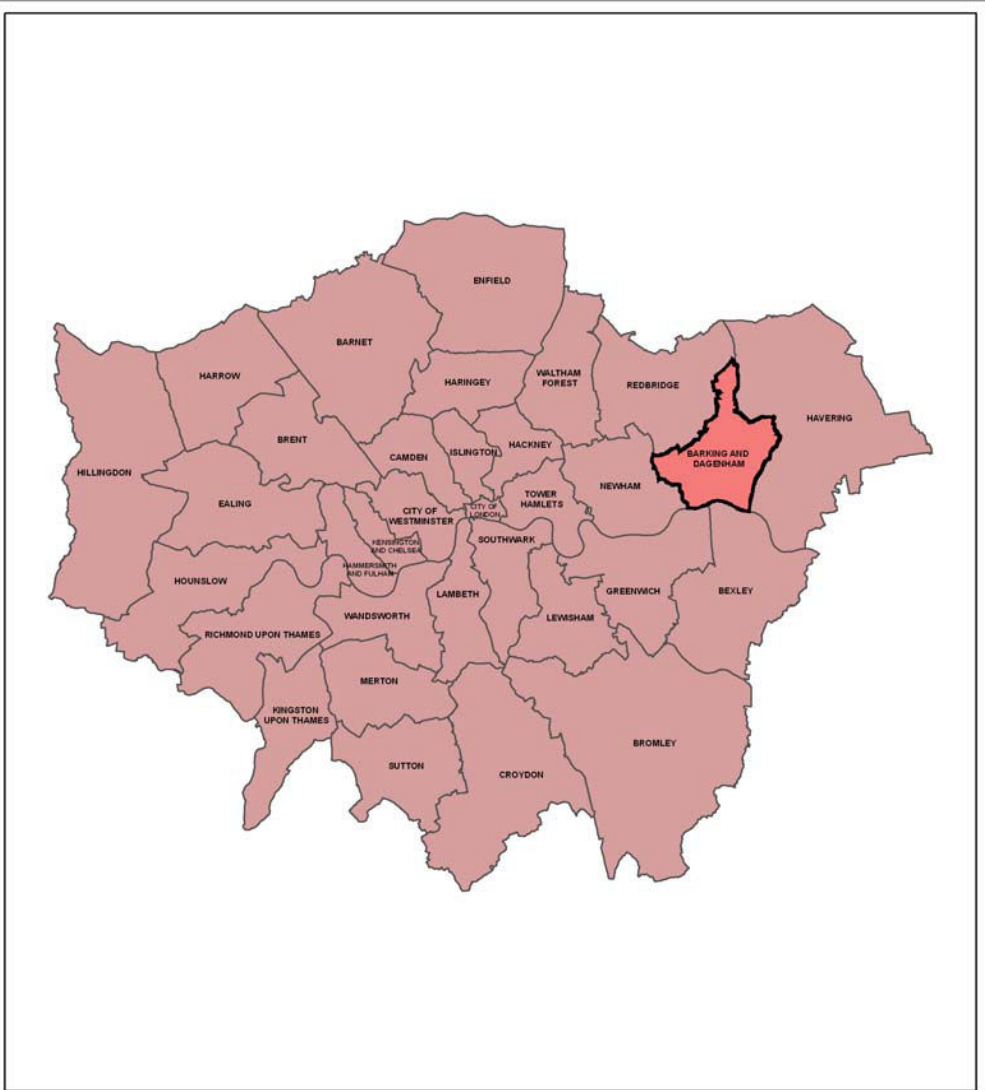 ENFIELD
BARNET
HARROW
HARINGEY
WALTHAM
FOREST
REDBRIDGE
HAVERING
BRENT
CAMDEN
ISLINGTON
HACKNEY
BARKING AND
DAGENHAM
HILLINGDON
EALING
NEWHAM
TOWER
HAMLETS
CITY OF
WESTMINSTER
CITY OF
LONDON
SOUTHWARK
KENSINGTON
AND CHELSEA
HAMMERSMITH
AND FULHAM
HOUNSLOW
LAMBETH
GREENWICH
BEXLEY
WANDSWORTH
LEWISHAM
RICHMOND UPON THAMES
MERTON
KINGSTON
UPON THAMES
BROMLEY
SUTTON
CROYDON